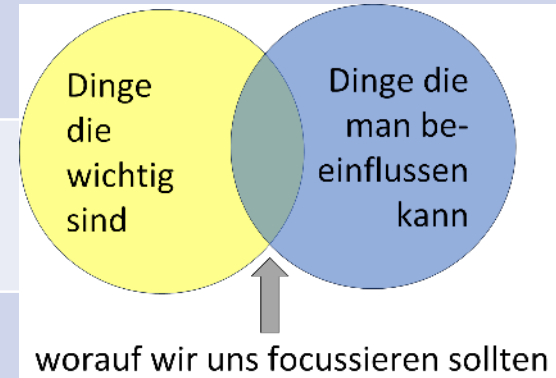 Dinge
die
wichtig
sind
Dinge die
man be-
einflussen
kann
worauf wir uns focussieren sollten